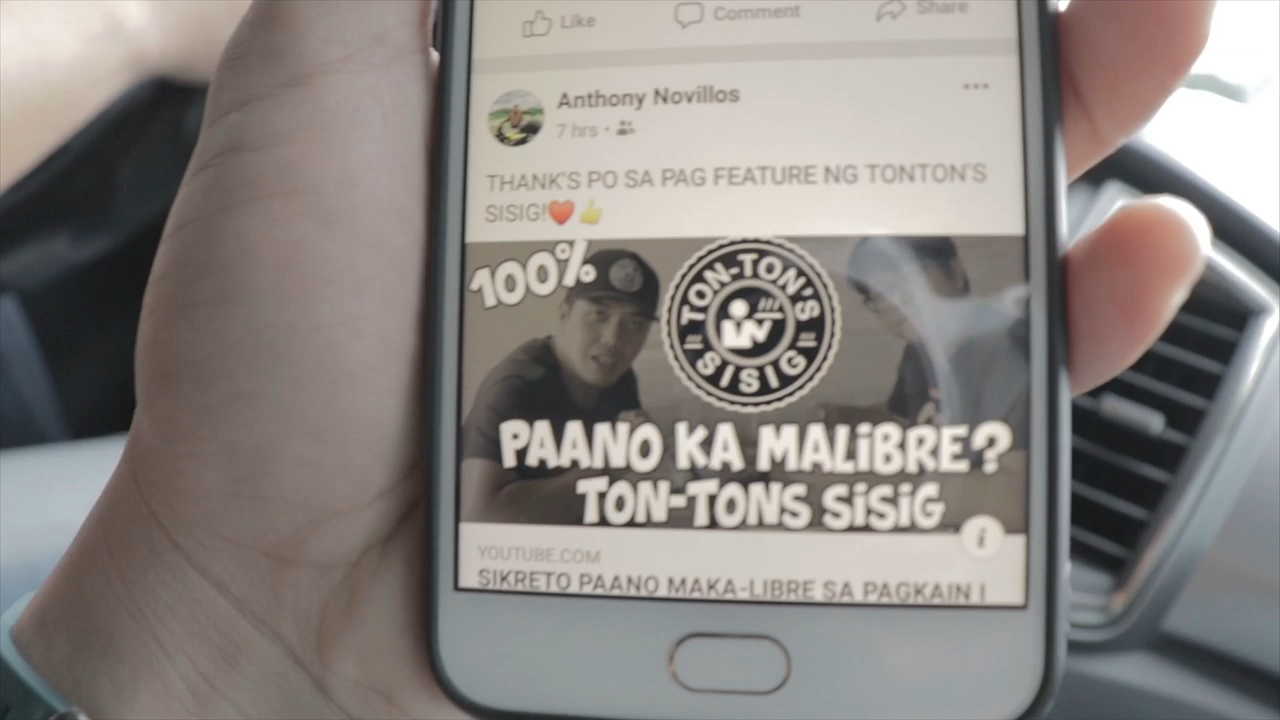 Like Comment Share
Anthony Novillos
7 hrs •
THANK'S PO SA PAG FEATURE NG TONTON'S
SISIG!❤️👍
100%
TON-TON'S
SISIG
PAANO KA MALiBRE?
TON-TONS SiSiG
i
YOUTUBE.COM
SIKRETO PAANO MAKA-LIBRE SA PAGKAIN